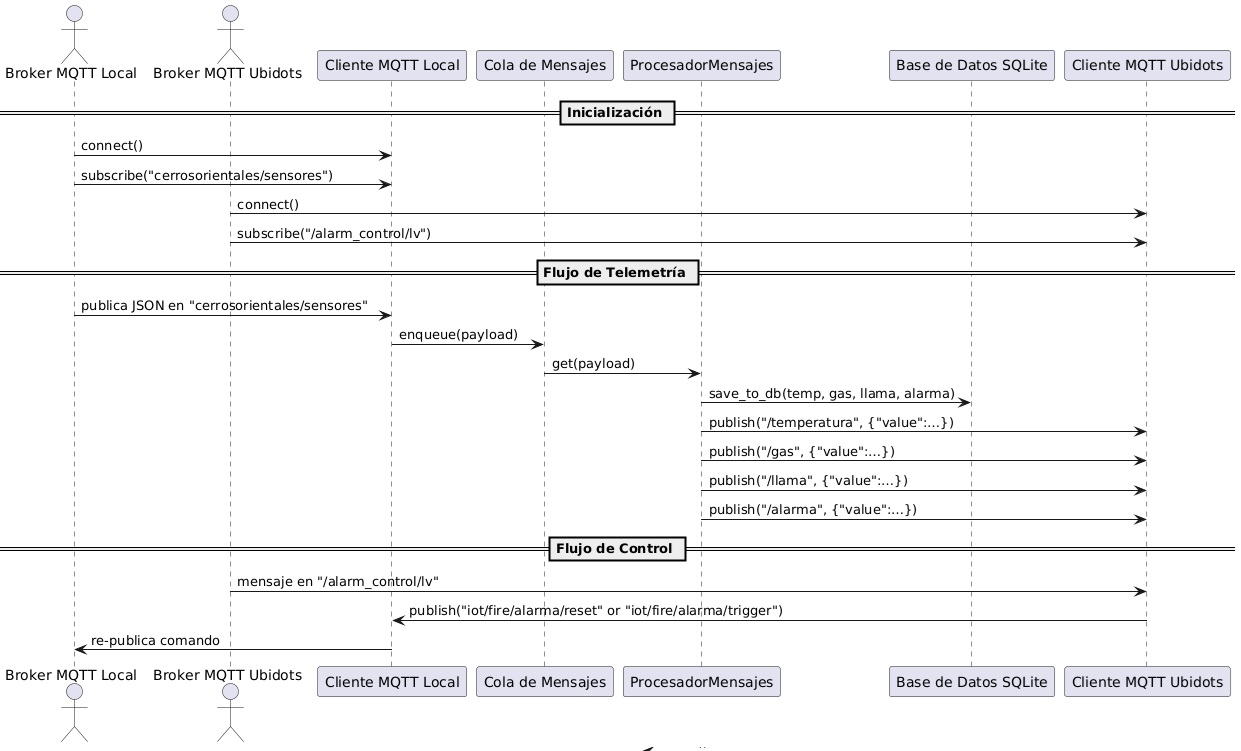 Broker MQTT Local
Broker MQTT Ubidots
Cliente MQTT Local
Cola de Mensajes
ProcesadorMensajes
Base de Datos SQLite
Cliente MQTT Ubidots
Inicialización
connect()
subscribe("cerrosorientales/sensores")
connect()
subscribe("/alarm_control/lv")
Flujo de Telemetría
publica JSON en "cerrosorientales/sensores"
enqueue(payload)
get(payload)
save_to_db(temp, gas, llama, alarma)
publish("/temperatura", {"value":...})
publish("/gas", {"value":...})
publish("/llama", {"value":...})
publish("/alarma", {"value":...})
Flujo de Control
mensaje en "/alarm_control/lv"
publish("iot/fire/alarma/reset" or "iot/fire/alarma/trigger")
re-publica comando
Broker MQTT Local
Broker MQTT Ubidots
Cliente MQTT Local
Cola de Mensajes
ProcesadorMensajes
Base de Datos SQLite
Cliente MQTT Ubidots